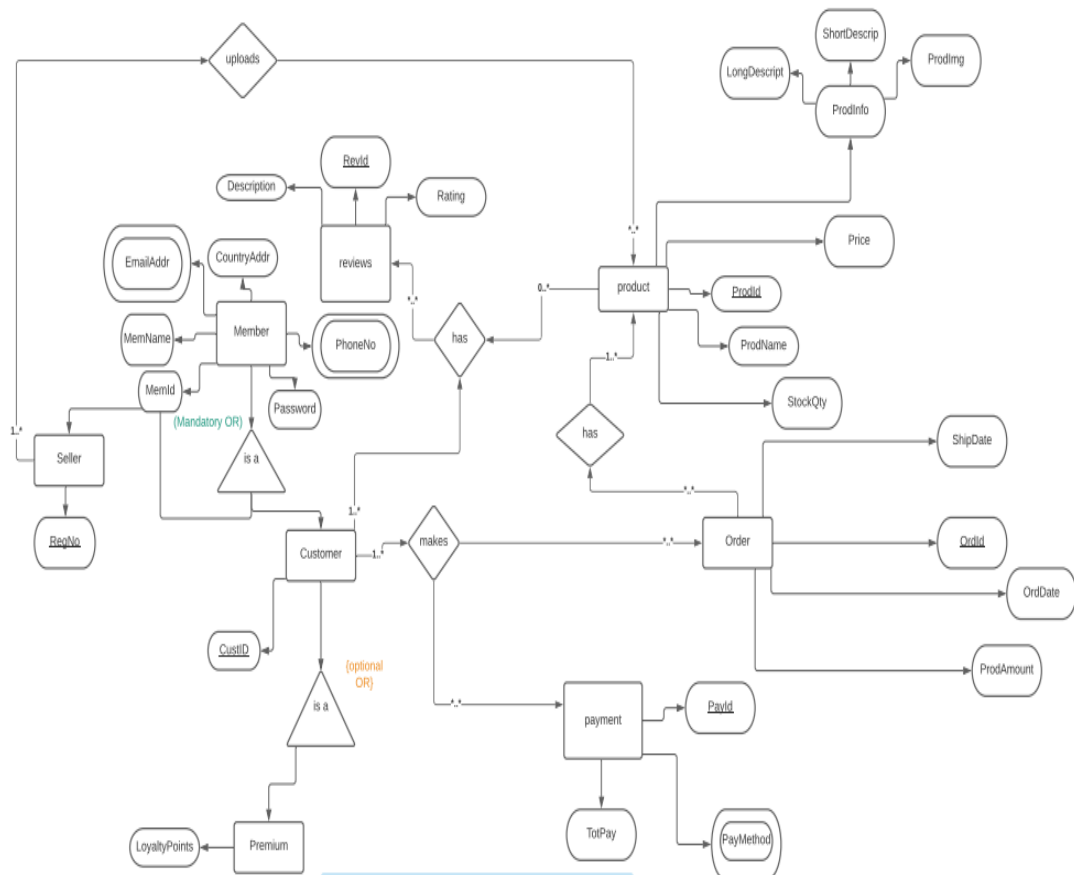 ShortDescrip
uploads
ProdImg
LongDescript
ProdInfo
RevId
Description
Rating
*..*
EmailAddr
CountryAddr
reviews
Price
product
ProdId
0..*
*..*
Member
MemName
PhoneNo
has
ProdName
1..*
MemId
Password
StockQty
(Mandatory OR)
has
1..*
ShipDate
Seller
is a
*..*
1..*
RegNo
Customer
1..*
makes
*..*
Order
OrdId
OrdDate
CustID
{optional
OR}
ProdAmount
is a
*..*
payment
PayId
TotPay
PayMethod
LoyaltyPoints
Premium